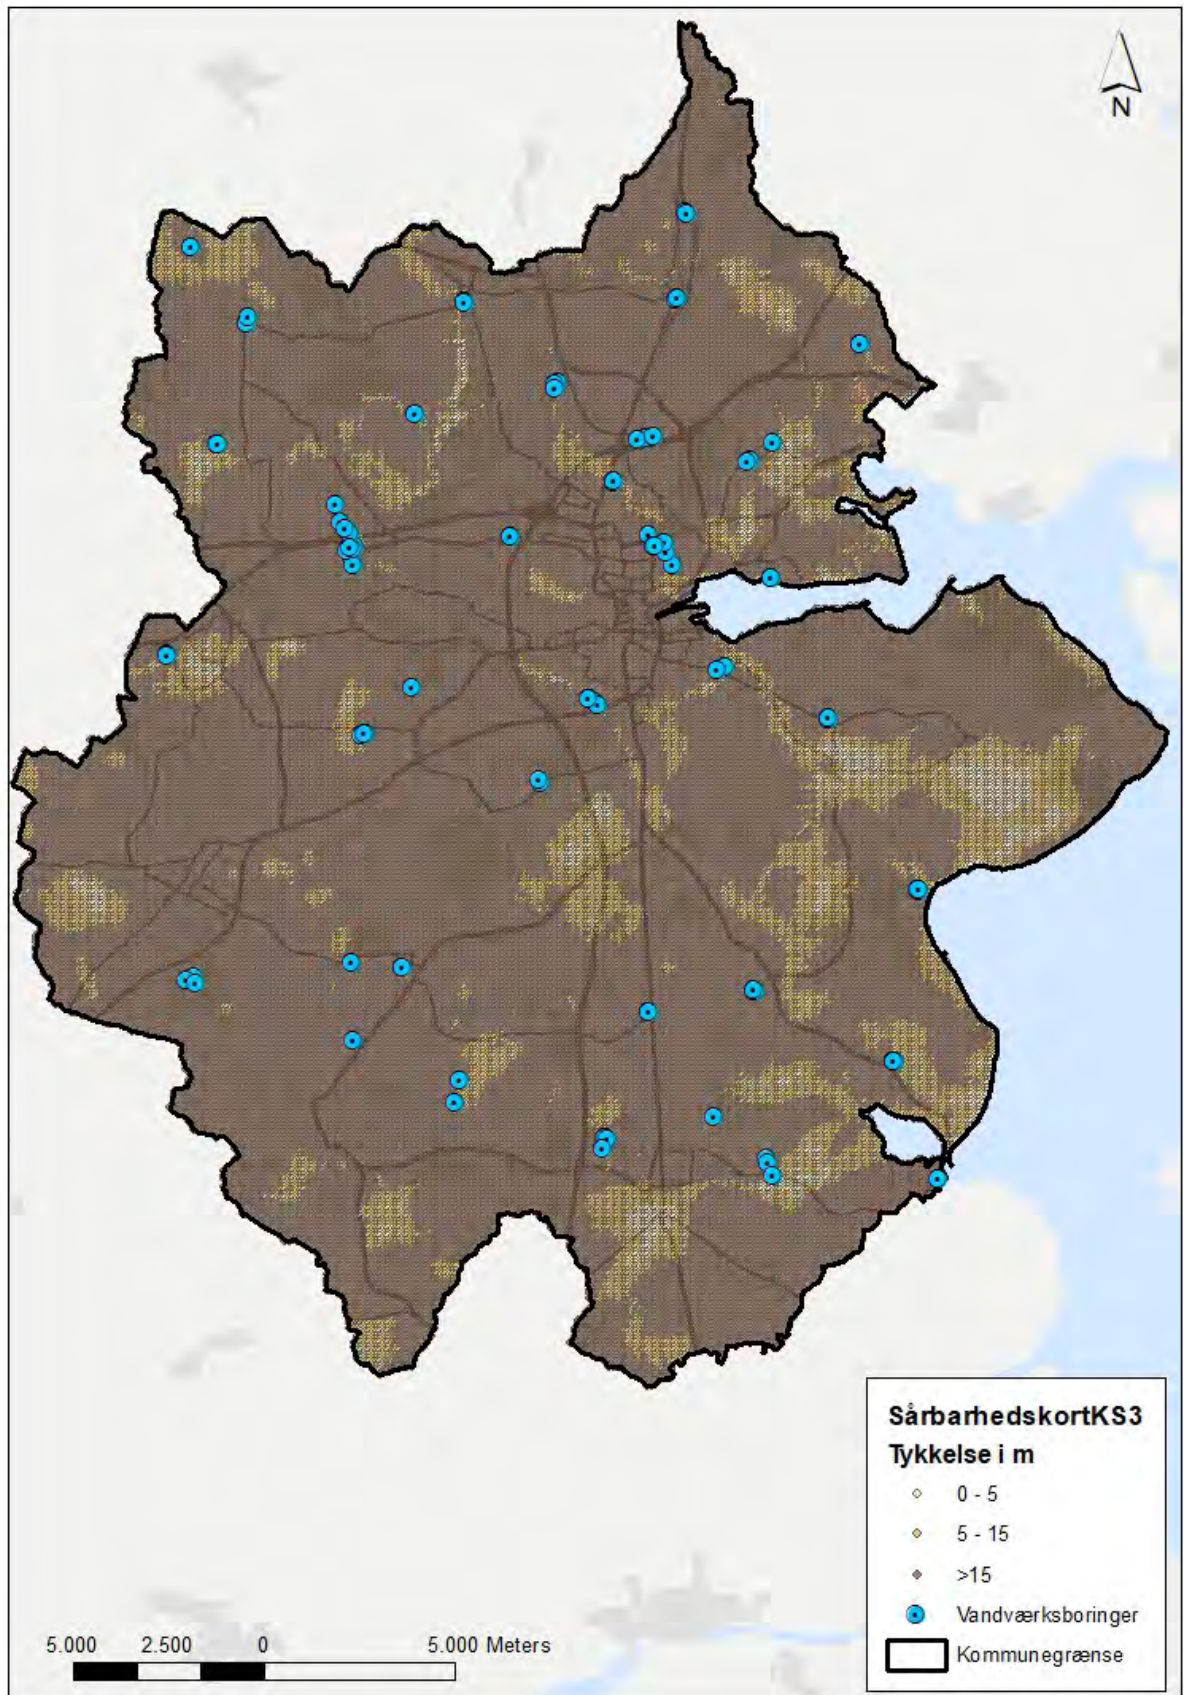 N
SårbarhedskortKS3
Tykkelse i m
0 - 5
5 - 15
>15
Vandværksboringer
Kommunegrænse
5.000 2.500 0 5.000 Meters